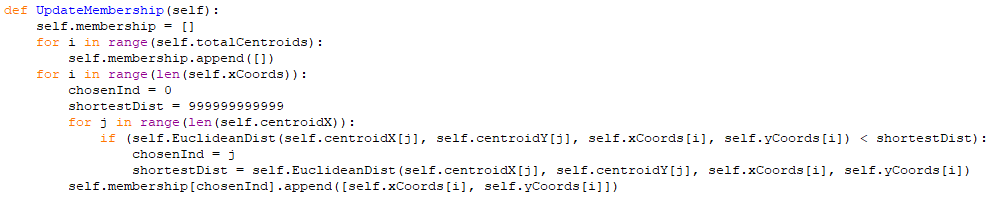 def UpdateMembership(self):
    self.membership = []
    for i in range(self.totalCentroids):
        self.membership.append([])
    for i in range(len(self.xCoords)):
        chosenInd = 0
        shortestDist = 999999999999
        for j in range(len(self.centroidX)):
            if (self.EuclideanDist(self.centroidX[j], self.centroidY[j], self.xCoords[i], self.yCoords[i]) < shortestDist):
                chosenInd = j
                shortestDist = self.EuclideanDist(self.centroidX[j], self.centroidY[j], self.xCoords[i], self.yCoords[i])
        self.membership[chosenInd].append([self.xCoords[i], self.yCoords[i]])